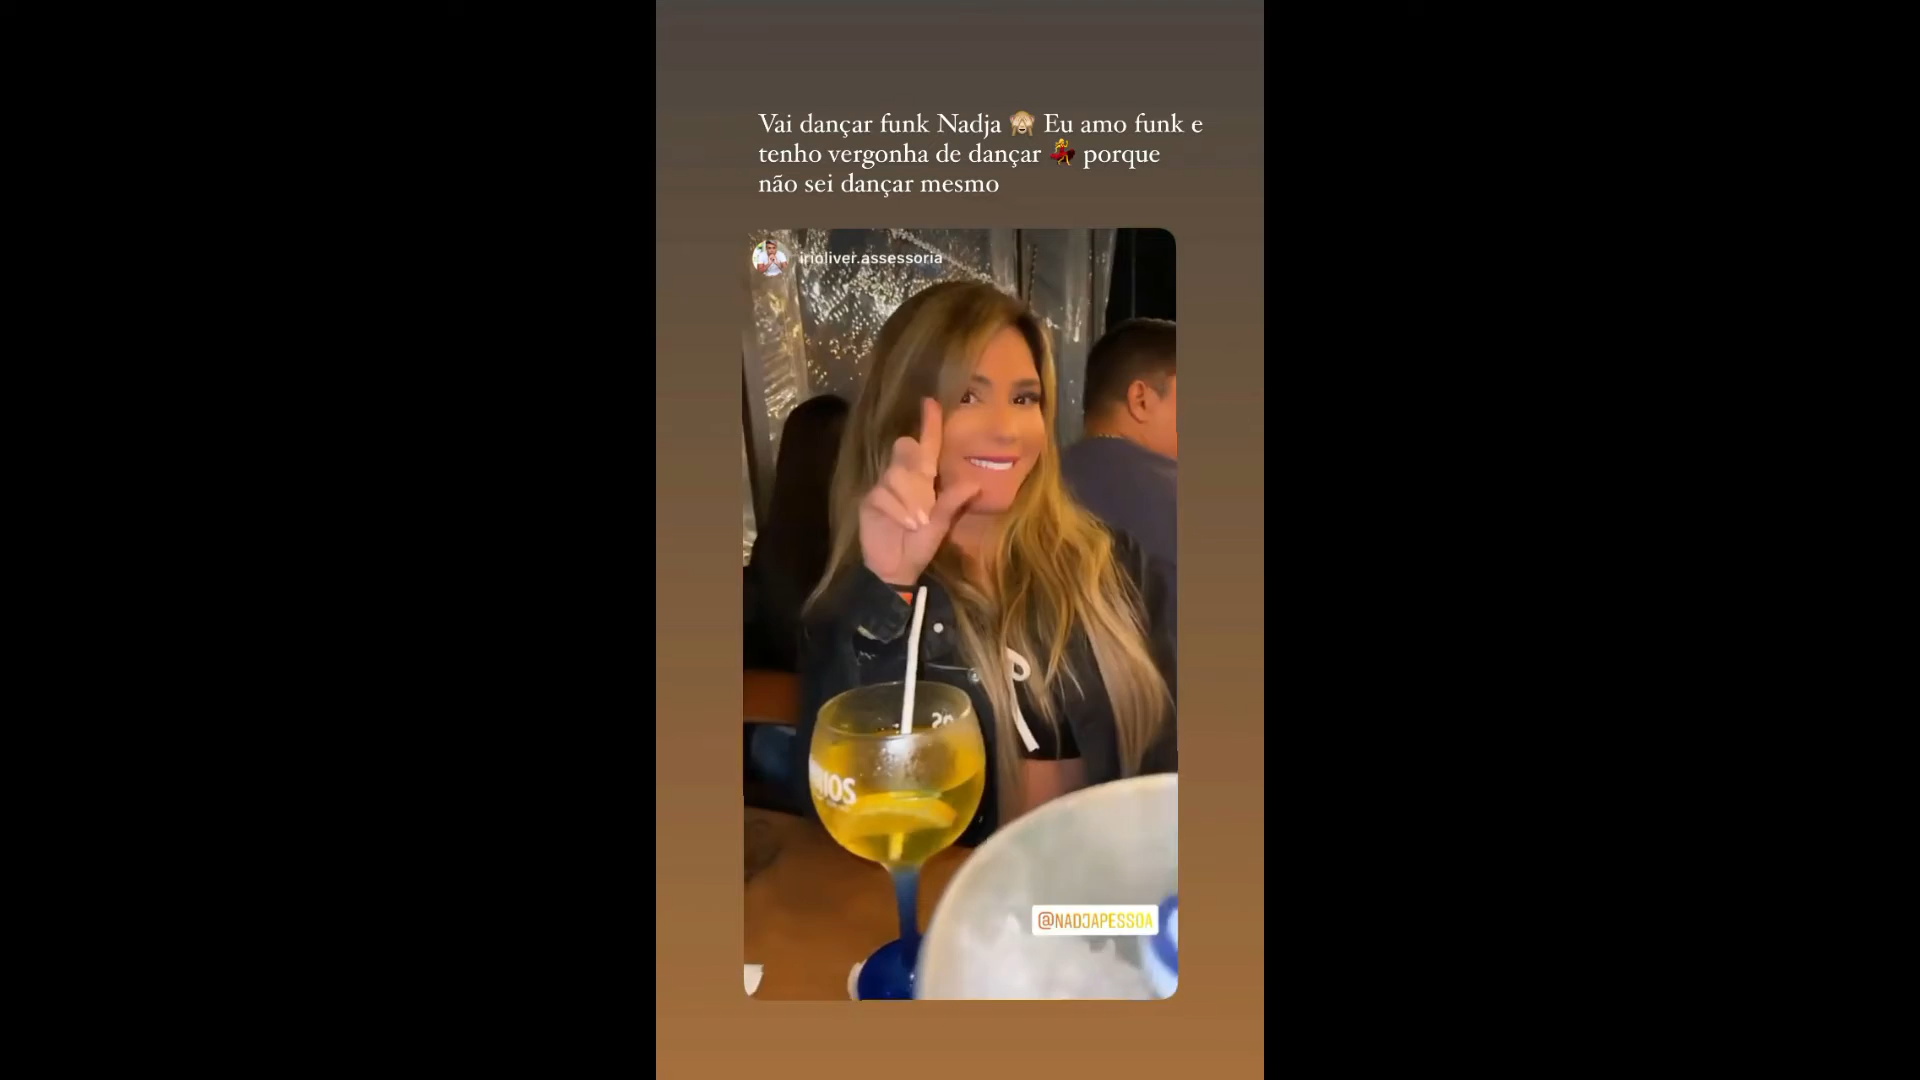 Vai dançar funk Nadja 🙈 Eu amo funk e
tenho vergonha de dançar 💃 porque
não sei dançar mesmo
irioliver.assessoria
@NADJAPESSOA